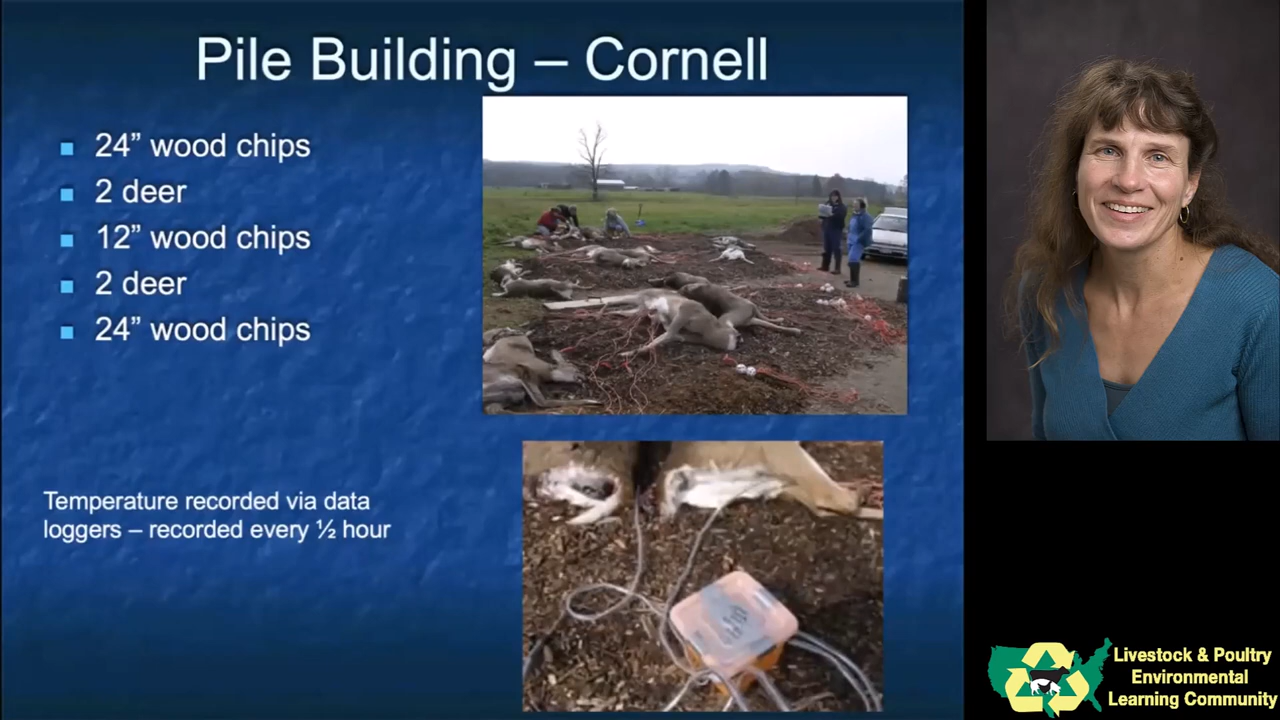 Pile Building – Cornell
24” wood chips
2 deer
12” wood chips
2 deer
24” wood chips
Temperature recorded via data
loggers – recorded every ½ hour
Livestock & Poultry
Environmental
Learning Community